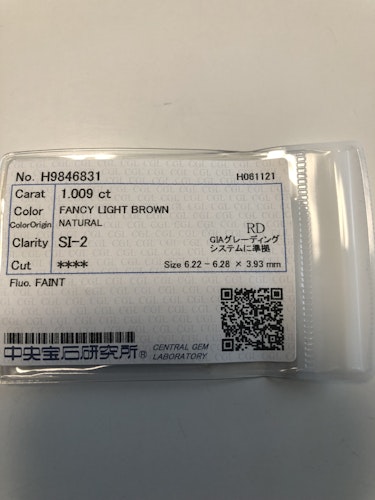 No. H9846831 H081121
Carat 1.009 ct
Color FANCY LIGHT BROWN
ColorOrigin NATURAL
RD
Clarity SI-2
GIAグレーディング
システムに準拠
Cut **** Size 6.22 - 6.28 × 3.93 mm
Fluo. FAINT
中央宝石研究所® CENTRAL GEM
LABORATORY